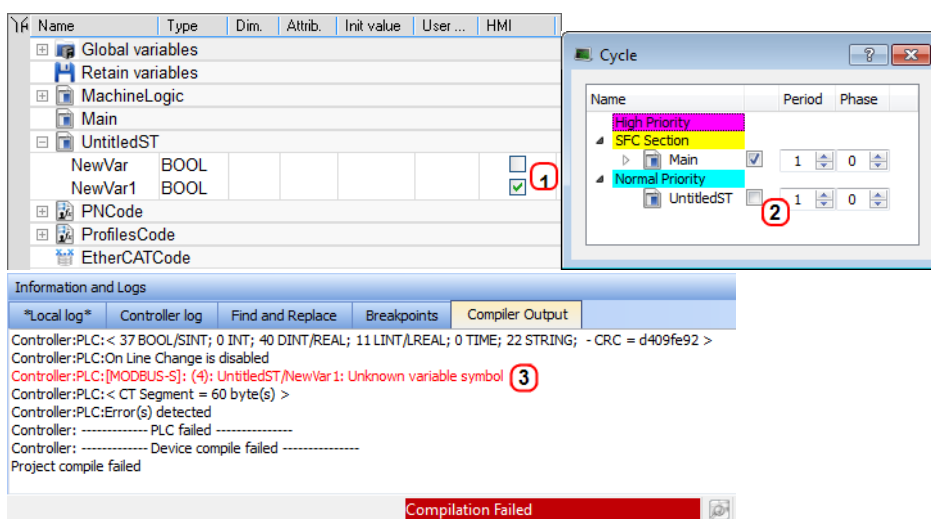 Name Type Dim. Attrib. Init value User ... HMI
Global variables
Retain variables
MachineLogic
Main
UntitledST
NewVar BOOL
NewVar1 BOOL
1
PNCode
ProfilesCode
EtherCATCode
Cycle
Name Period Phase
High Priority
SFC Section
Main 1 0
Normal Priority
UntitledST 1 0
2
Information and Logs
*Local log* Controller log Find and Replace Breakpoints Compiler Output
Controller:PLC:< 37 BOOL/SINT; 0 INT; 40 DINT/REAL; 11 LINT/LREAL; 0 TIME; 22 STRING; - CRC = d409fe92 >
Controller:PLC:On Line Change is disabled
Controller:PLC:[MODBUS-S]: (4): UntitledST/NewVar1: Unknown variable symbol 3
Controller:PLC:< CT Segment = 60 byte(s) >
Controller:PLC:Error(s) detected
Controller: ------------- PLC failed ---------------
Controller: ------------- Device compile failed ---------------
Project compile failed
Compilation Failed